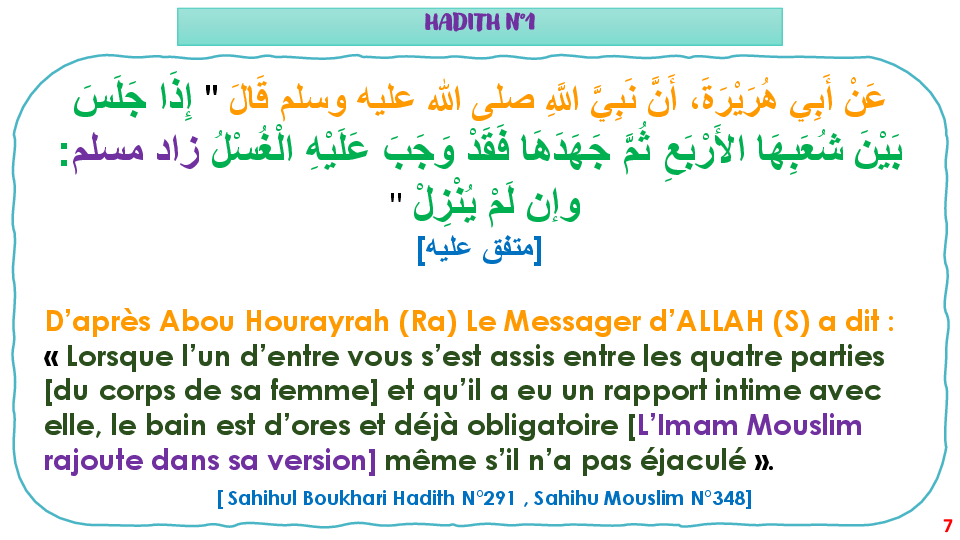 HADITH N°1
عَنْ أَبِي هُرَيْرَةَ، أَنَّ نَبِيَّ اللَّهِ صلى الله عليه وسلم قَالَ " إِذَا جَلَسَ
بَيْنَ شُعَبِهَا الأَرْبَعِ ثُمَّ جَهَدَهَا فَقَدْ وَجَبَ عَلَيْهِ الْغُسْلُ زاد مسلم:
وإن لَمْ يُنْزِلْ "
[متفق عليه]
D’après Abou Hourayrah (Ra) Le Messager d’ALLAH (S) a dit :
« Lorsque l’un d’entre vous s’est assis entre les quatre parties
[du corps de sa femme] et qu’il a eu un rapport intime avec
elle, le bain est d’ores et déjà obligatoire [L’Imam Mouslim
rajoute dans sa version] même s’il n’a pas éjaculé ».
[ Sahihul Boukhari Hadith N°291 , Sahihu Mouslim N°348]
7